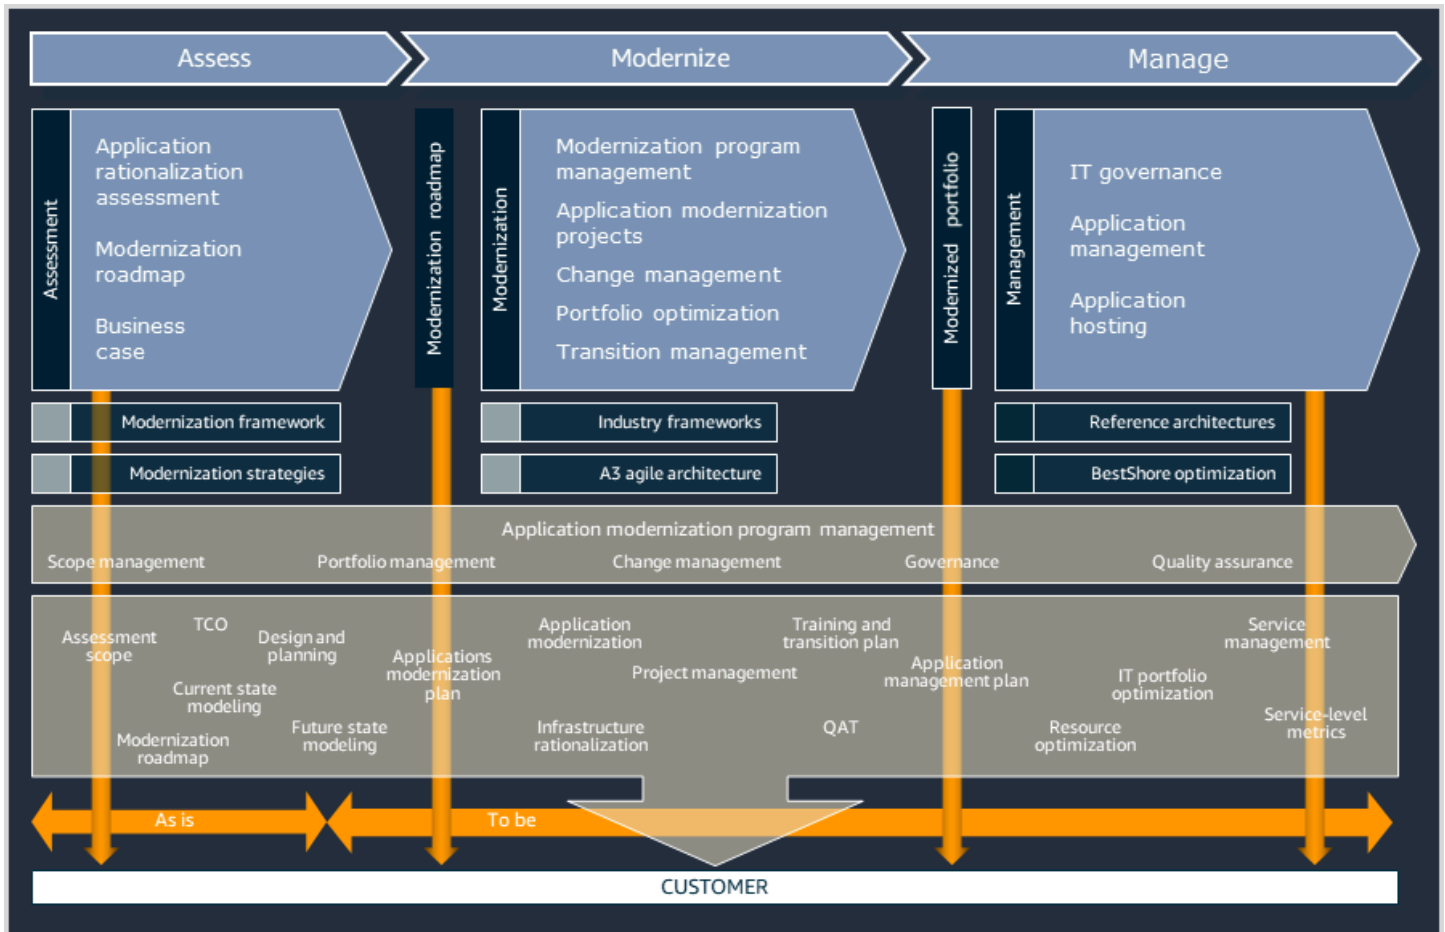 Assess
Modernize
Manage
Assessment
Application
rationalization
assessment
Modernization
roadmap
Business
case
Modernization roadmap
Modernization
Modernization program
management
Application modernization
projects
Change management
Portfolio optimization
Transition management
Modernized portfolio
Management
IT governance
Application
management
Application
hosting
Modernization framework
Modernization strategies
Industry frameworks
A3 agile architecture
Reference architectures
BestShore optimization
Application modernization program management
Scope management
Portfolio management
Change management
Governance
Quality assurance
Assessment
scope
TCO
Design and
planning
Current state
modeling
Modernization
roadmap
Future state
modeling
Applications
modernization
plan
Application
modernization
Project management
Infrastructure
rationalization
Training and
transition plan
QAT
Application
management plan
IT portfolio
optimization
Resource
optimization
Service
management
Service-level
metrics
As is
To be
CUSTOMER